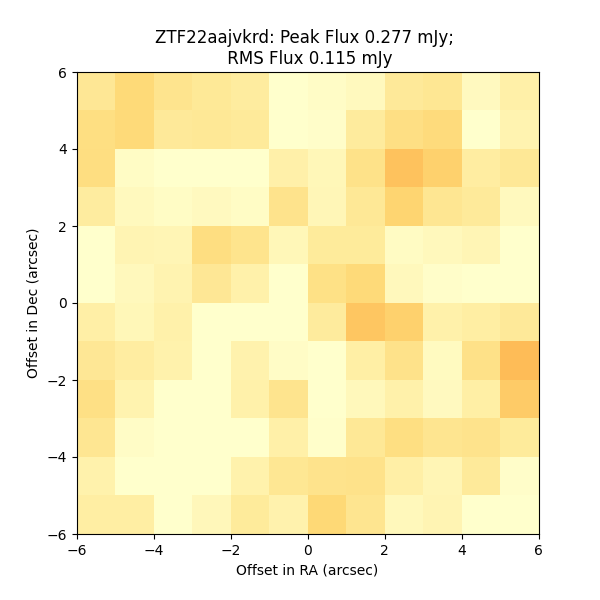 ZTF22aajvkrd: Peak Flux 0.277 mJy;
RMS Flux 0.115 mJy
6
4
2
0
−2
−4
−6
Offset in Dec (arcsec)
−6 −4 −2 0 2 4 6
Offset in RA (arcsec)